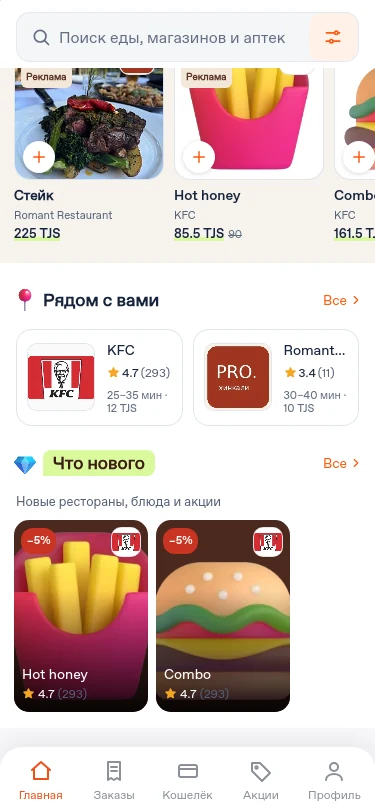 Поиск еды, магазинов и аптек
Реклама
Реклама
Стейк
Romant Restaurant
225 TJS
Hot honey
KFC
85.5 TJS 90
Combo
KFC
161.5 T
Рядом с вами
Все
KFC
KFC
4.7 (293)
25–35 мин ·
12 TJS
PRO.
ХИНКАЛИ
Romant...
3.4 (11)
30–40 мин ·
10 TJS
Что нового
Все
Новые рестораны, блюда и акции
–5%
Hot honey
4.7 (293)
–5%
Combo
4.7 (293)
Главная
Заказы
Кошелёк
Акции
Профиль